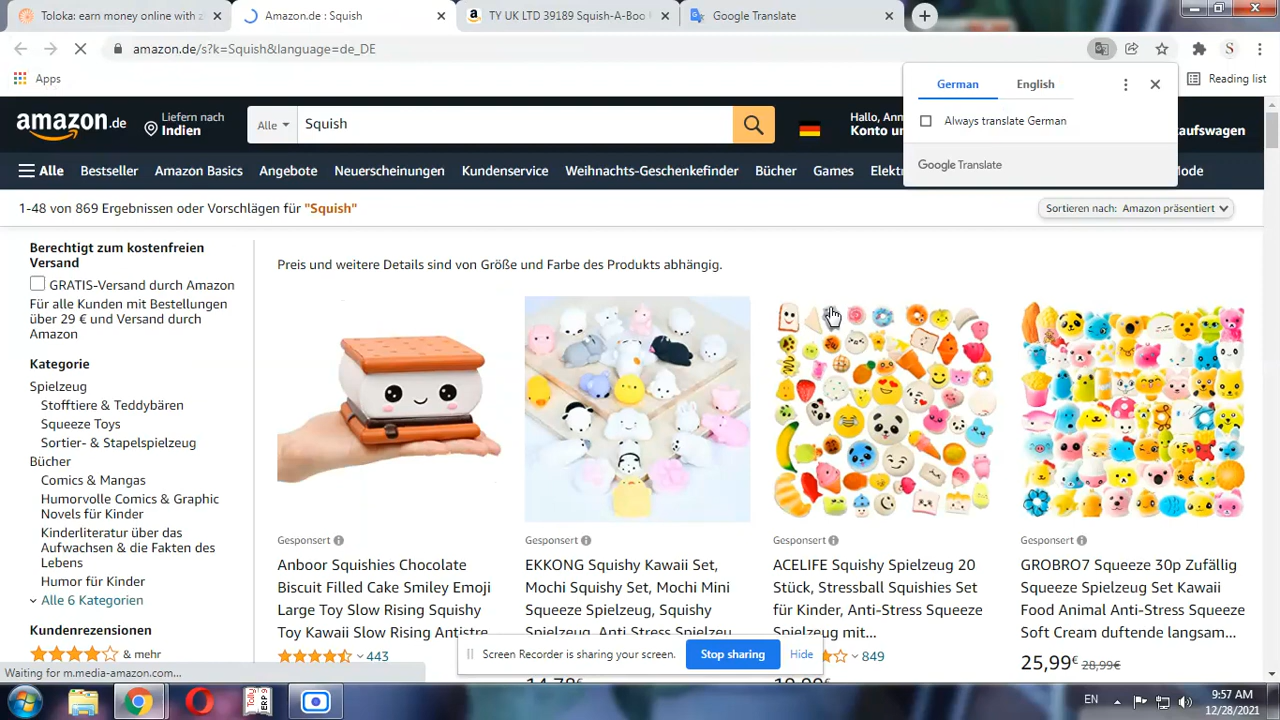 Toloka: earn money online with z
Amazon.de : Squish
TY UK LTD 39189 Squish-A-Boo
Google Translate
amazon.de/s?k=Squish&language=de_DE
S
Apps
Reading list
German
English
Always translate German
Google Translate
amazon.de
Liefern nach
Indien
Alle
Squish
Hallo, Ann
Konto un
kaufswagen
Alle
Bestseller
Amazon Basics
Angebote
Neuerscheinungen
Kundenservice
Weihnachts-Geschenkefinder
Bücher
Games
Elekt
Mode
1-48 von 869 Ergebnissen oder Vorschlägen für "Squish"
Sortieren nach: Amazon präsentiert
Berechtigt zum kostenfreien
Versand
GRATIS-Versand durch Amazon
Für alle Kunden mit Bestellungen
über 29 € und Versand durch
Amazon
Kategorie
Spielzeug
Stofftiere & Teddybären
Squeeze Toys
Sortier- & Stapelspielzeug
Bücher
Comics & Mangas
Humorvolle Comics & Graphic
Novels für Kinder
Kinderliteratur über das
Aufwachsen & die Fakten des
Lebens
Humor für Kinder
Alle 6 Kategorien
Kundenrezensionen
& mehr
Preis und weitere Details sind von Größe und Farbe des Produkts abhängig.
Gesponsert
Anboor Squishies Chocolate
Biscuit Filled Cake Smiley Emoji
Large Toy Slow Rising Squishy
Toy Kawaii Slow Rising Antistre
443
Gesponsert
EKKONG Squishy Kawaii Set,
Mochi Squishy Set, Mochi Mini
Squeeze Spielzeug, Squishy
Spielzeug, Anti Stress Spielzeu
Gesponsert
ACELIFE Squishy Spielzeug 20
Stück, Stressball Squishies Set
für Kinder, Anti-Stress Squeeze
Spielzeug mit...
849
Gesponsert
GROBRO7 Squeeze 30p Zufällig
Squeeze Spielzeug Set Kawaii
Food Animal Anti-Stress Squeeze
Soft Cream duftende langsam...
25,99€ 28,99€
Screen Recorder is sharing your screen.
Stop sharing
Hide
Waiting for m.media-amazon.com...
EN
9:57 AM
12/28/2021